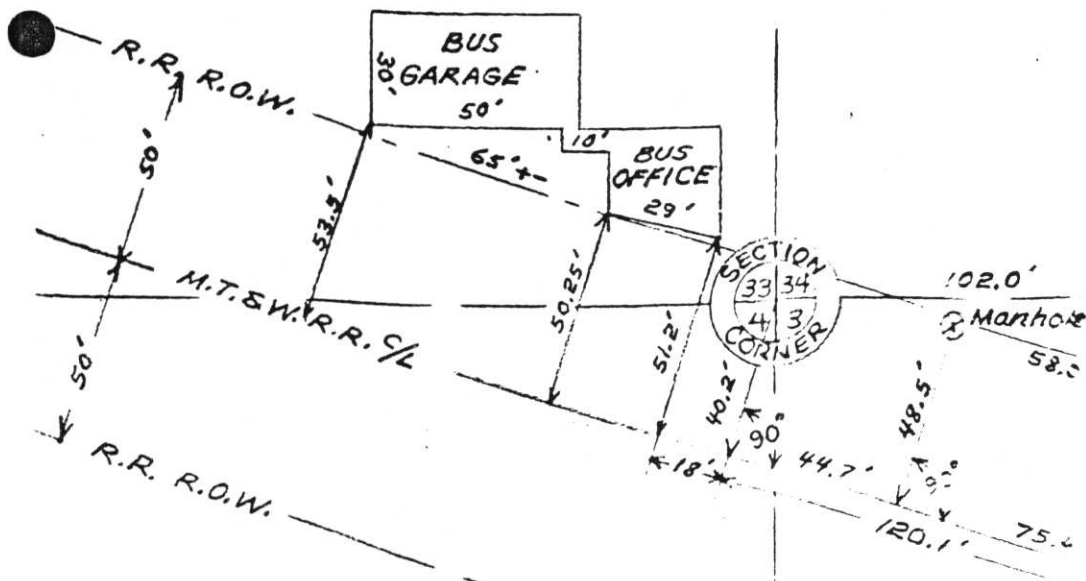 R.R. R.O.W.
BUS
GARAGE
30'
50'
10'
BUS
OFFICE
29'
65'+-
50'
53.5'
M.T.&W.R.R. C/L
50.25'
51.2'
SECTION
33 34
4 3
CORNER
102.0'
Manhole
40.2'
90°
48.5'
50'
18'
44.7'
R.R. R.O.W.
120.1'